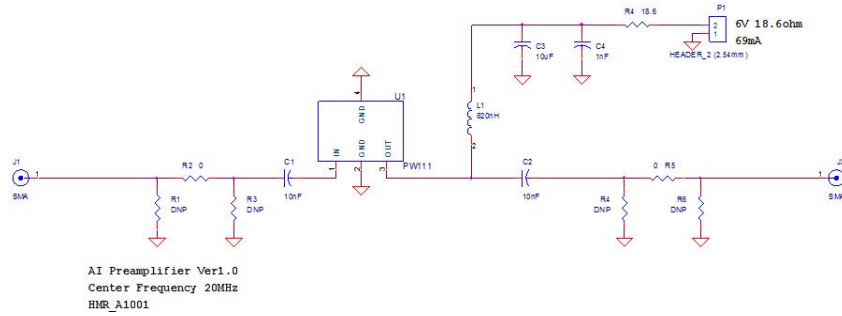 P1
R4 18.6
2
1
6V 18.6ohm
69mA
HEADER_2 (2.54mm)
C3
10uF
C4
1nF
1
L1
820nH
2
U1
4
GND
IN
GND
OUT
1
2
3
PW111
J1
1
SMA
R2 0
R1
DNP
R3
DNP
C1
10nF
C2
10nF
0 R5
R4
DNP
R6
DNP
1
SMA
AI Preamplifier Ver1.0
Center Frequency 20MHz
HMR_A1001